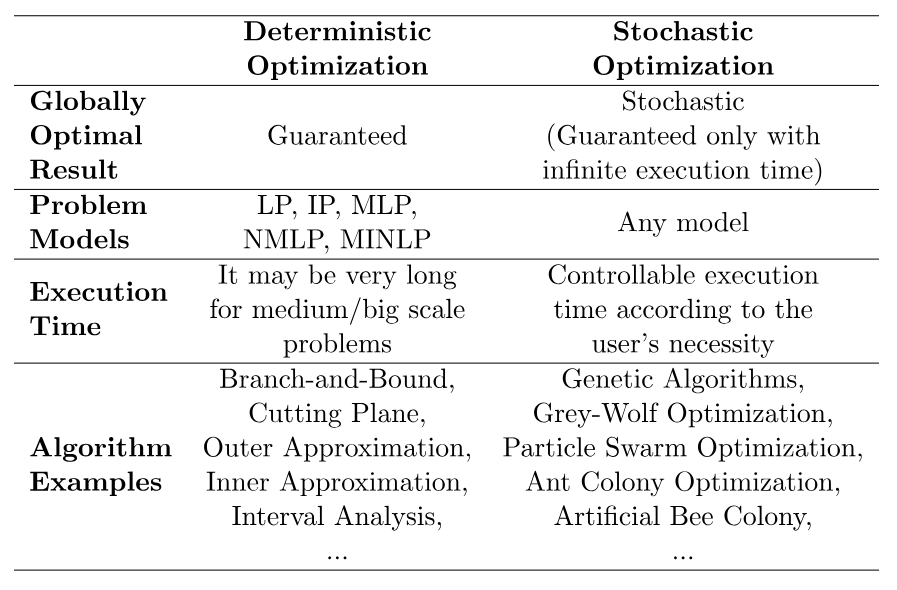 Deterministic Optimization
Stochastic Optimization
Globally Optimal Result
Guaranteed
Stochastic
(Guaranteed only with
infinite execution time)
Problem Models
LP, IP, MLP,
NMLP, MINLP
Any model
Execution Time
It may be very long
for medium/big scale
problems
Controllable execution
time according to the
user's necessity
Algorithm Examples
Branch-and-Bound,
Cutting Plane,
Outer Approximation,
Inner Approximation,
Interval Analysis,
...
Genetic Algorithms,
Grey-Wolf Optimization,
Particle Swarm Optimization,
Ant Colony Optimization,
Artificial Bee Colony,
...